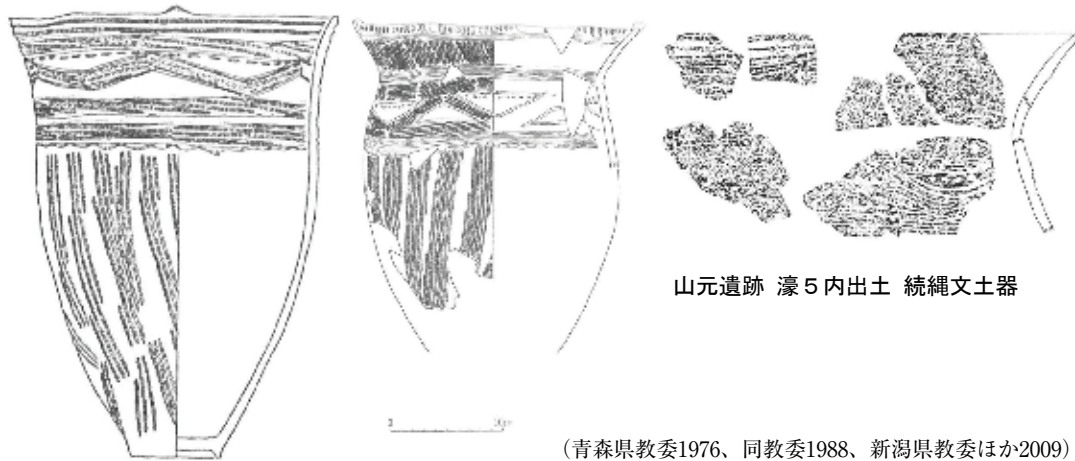 山元遺跡 濠５内出土 続縄文土器
0 10cm
（青森県教委1976、同教委1988、新潟県教委ほか2009）